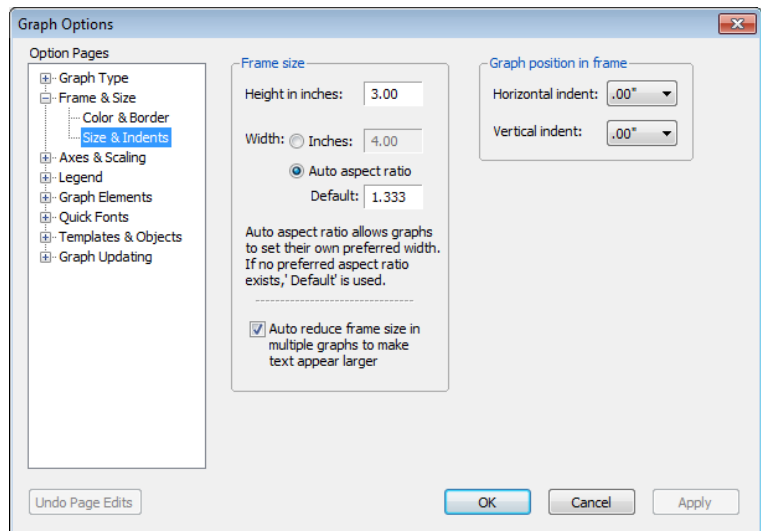 Graph Options
Option Pages
Graph Type
Frame & Size
Color & Border
Size & Indents
Axes & Scaling
Legend
Graph Elements
Quick Fonts
Templates & Objects
Graph Updating
Frame size
Height in inches: 3.00
Width: Inches: 4.00
Auto aspect ratio
Default: 1.333
Auto aspect ratio allows graphs
to set their own preferred width.
If no preferred aspect ratio
exists,' Default' is used.
Auto reduce frame size in
multiple graphs to make
text appear larger
Graph position in frame
Horizontal indent: .00"
Vertical indent: .00"
Undo Page Edits
OK
Cancel
Apply